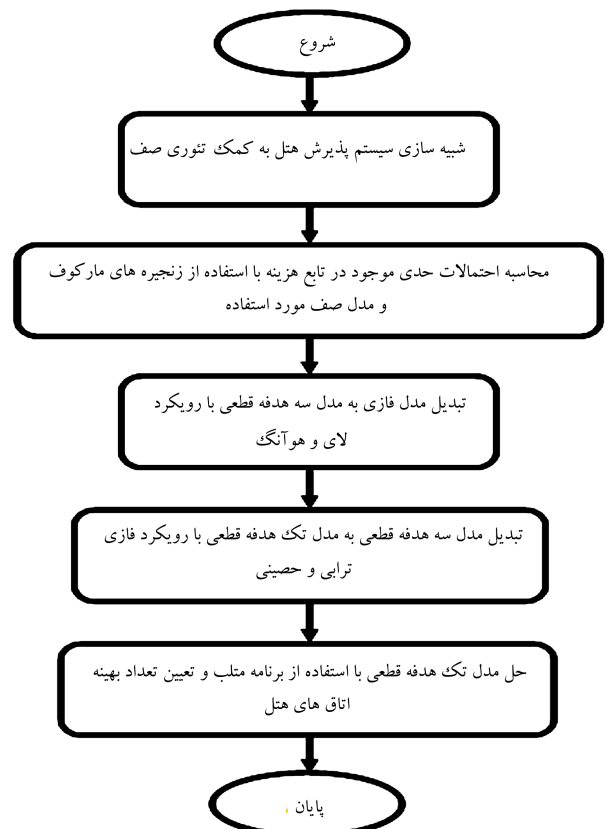 شروع
شبیه سازی سیستم پذیرش هتل به کمک تئوری صف
محاسبه احتمالات حدی موجود در تابع هزینه با استفاده از زنجیره های مارکوف
و مدل صف مورد استفاده
تبدیل مدل فازی به مدل سه هدفه قطعی با رویکرد
لای و هوآنگ
تبدیل مدل سه هدفه قطعی به مدل تک هدفه قطعی با رویکرد فازی
ترابی و حصینی
حل مدل تک هدفه قطعی با استفاده از برنامه متلب و تعیین تعداد بهینه
اتاق های هتل
پایان